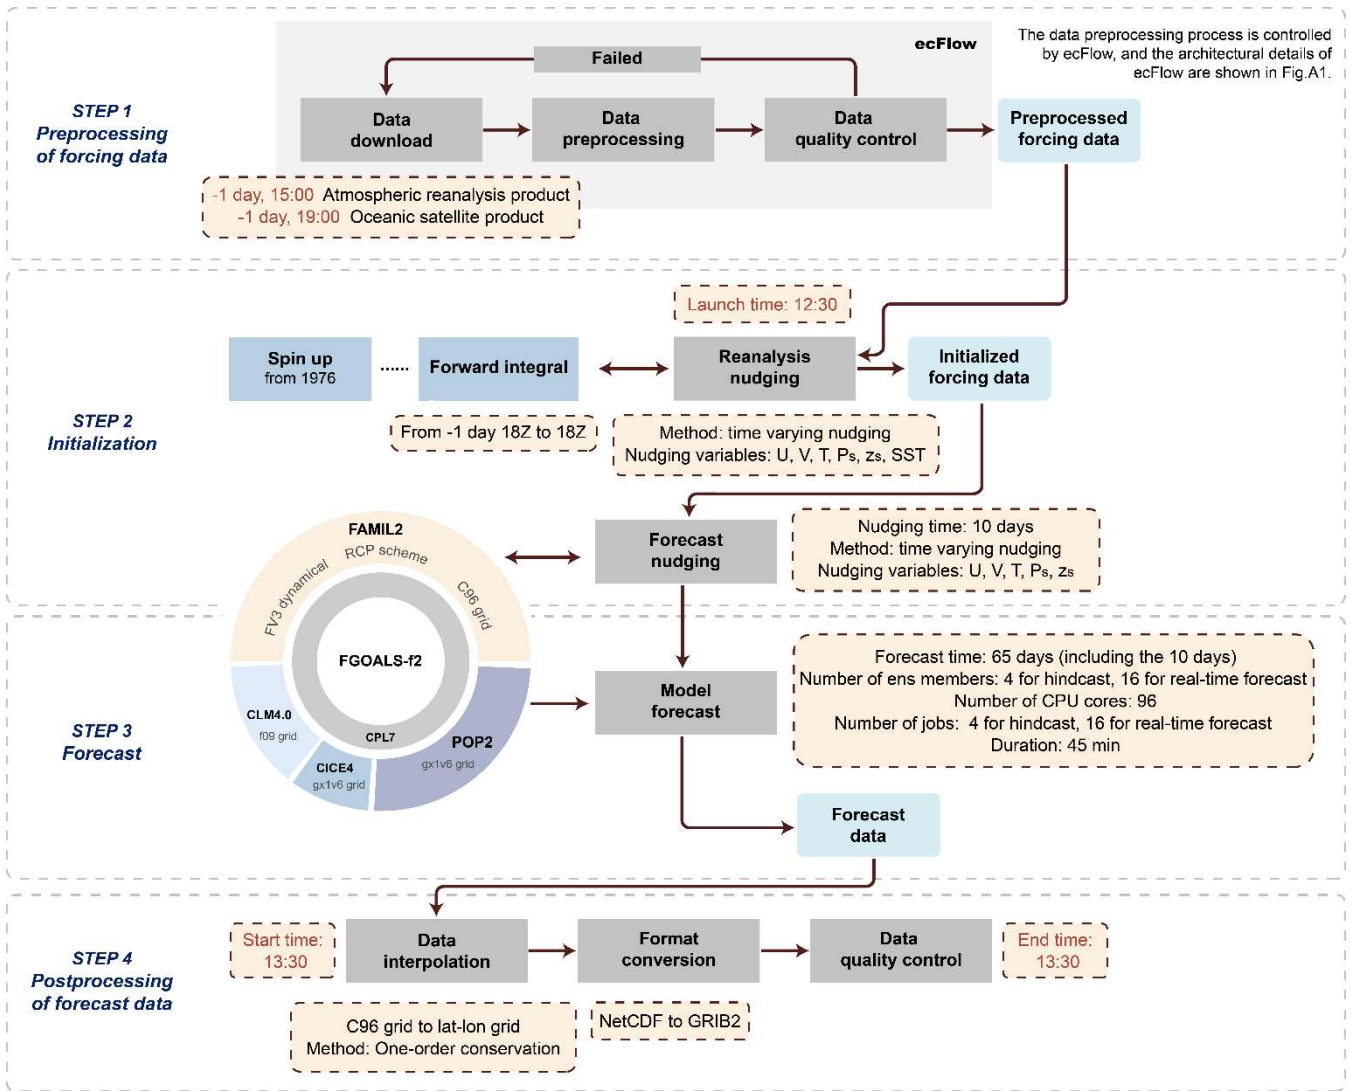 ecFlow
The data preprocessing process is controlled
by ecFlow, and the architectural details of
ecFlow are shown in Fig.A1.
Failed
STEP 1
Preprocessing
of forcing data
Data
download
Data
preprocessing
Data
quality control
Preprocessed
forcing data
-1 day, 15:00 Atmospheric reanalysis product
-1 day, 19:00 Oceanic satellite product
Launch time: 12:30
STEP 2
Initialization
Spin up
from 1976
......
Forward integral
Reanalysis
nudging
Initialized
forcing data
From -1 day 18Z to 18Z
Method: time varying nudging
Nudging variables: U, V, T, Ps, zs, SST
Forecast
nudging
Nudging time: 10 days
Method: time varying nudging
Nudging variables: U, V, T, Ps, zs
FAMIL2
RCP scheme
FV3 dynamical
C96 grid
FGOALS-f2
CPL7
CLM4.0
f09 grid
CICE4
gx1v6 grid
POP2
gx1v6 grid
STEP 3
Forecast
Model
forecast
Forecast time: 65 days (including the 10 days)
Number of ens members: 4 for hindcast, 16 for real-time forecast
Number of CPU cores: 96
Number of jobs: 4 for hindcast, 16 for real-time forecast
Duration: 45 min
Forecast
data
STEP 4
Postprocessing
of forecast data
Start time:
13:30
Data
interpolation
Format
conversion
Data
quality control
End time:
13:30
C96 grid to lat-lon grid
Method: One-order conservation
NetCDF to GRIB2